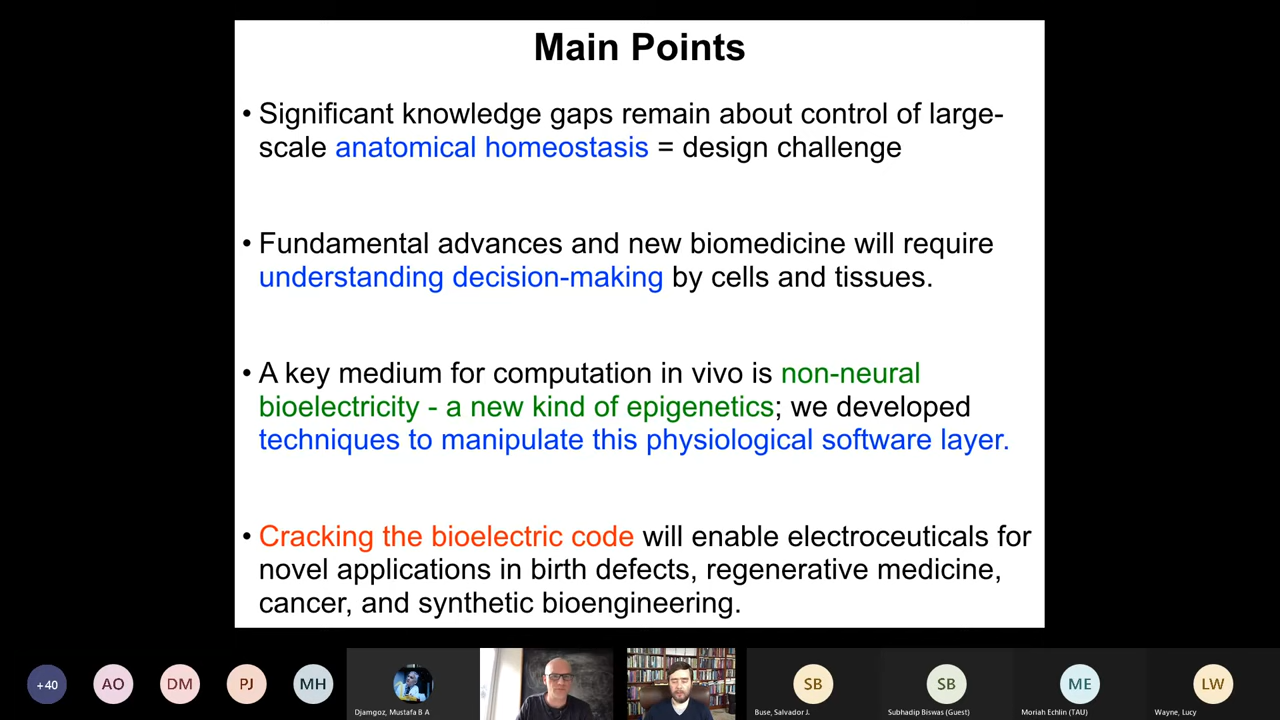 Main Points
• Significant knowledge gaps remain about control of large-
scale anatomical homeostasis = design challenge
• Fundamental advances and new biomedicine will require
understanding decision-making by cells and tissues.
• A key medium for computation in vivo is non-neural
bioelectricity - a new kind of epigenetics; we developed
techniques to manipulate this physiological software layer.
• Cracking the bioelectric code will enable electroceuticals for
novel applications in birth defects, regenerative medicine,
cancer, and synthetic bioengineering.
+40 AO DM PJ MH SB SB ME LW
Djamgoz, Mustafa B A Buse, Salvador J. Subhadip Biswas (Guest) Moriah Echlin (TAU) Wayne, Lucy